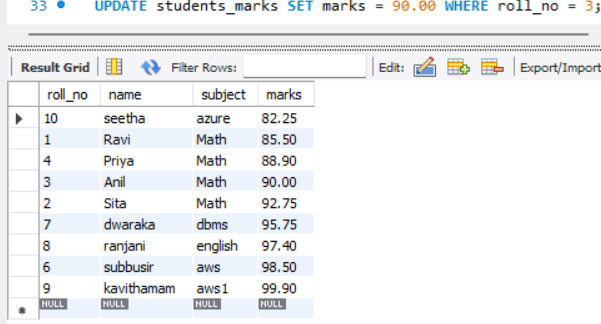 33 UPDATE students_marks SET marks = 90.00 WHERE roll_no = 3;
Result Grid Filter Rows: Edit: Export/Import
roll_no name subject marks
10 seetha azure 82.25
1 Ravi Math 85.50
4 Priya Math 88.90
3 Anil Math 90.00
2 Sita Math 92.75
7 dwaraka dbms 95.75
8 ranjani english 97.40
6 subbusir aws 98.50
9 kavithamam aws1 99.90
NULL NULL NULL NULL